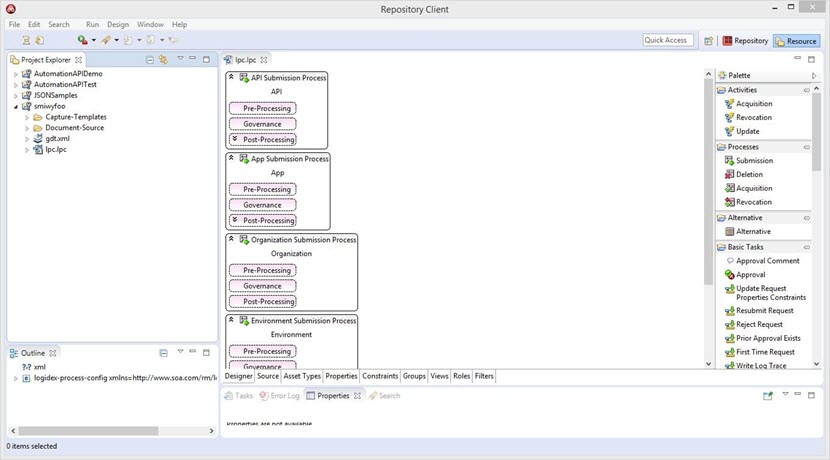 Repository Client
File Edit Search Run Design Window Help
Quick Access
Repository
Resource
Project Explorer
AutomationAPIDemo
AutomationAPITest
JSONSamples
smiwyfoo
Capture-Templates
Document-Source
gdt.xml
lpc.lpc
lpc.lpc
API Submission Process
API
Pre-Processing
Governance
Post-Processing
App Submission Process
App
Pre-Processing
Governance
Post-Processing
Organization Submission Process
Organization
Pre-Processing
Governance
Post-Processing
Environment Submission Process
Environment
Pre-Processing
Governance
Palette
Activities
Acquisition
Revocation
Update
Processes
Submission
Deletion
Acquisition
Revocation
Alternative
Alternative
Basic Tasks
Approval Comment
Approval
Update Request
Properties Constraints
Resubmit Request
Reject Request
Prior Approval Exists
First Time Request
Write Log Trace
Designer Source Asset Types Properties Constraints Groups Views Roles Filters
Outline
?-? xml
logidex-process-config xmlns=http://www.soa.com/rm/l
Tasks Error Log Properties Search
Properties are not available
0 items selected